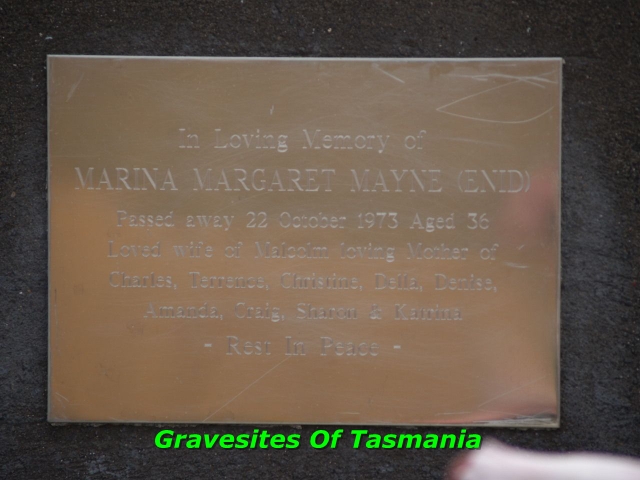 In Loving Memory of
MARINA MARGARET MAYNE (ENID)
Passed away 22 October 1973 Aged 36
Loved wife of Malcolm loving Mother of
Charles, Terrence, Christine, Della, Denise,
Amanda, Craig, Sharon & Katrina
- Rest In Peace -
Gravesites Of Tasmania